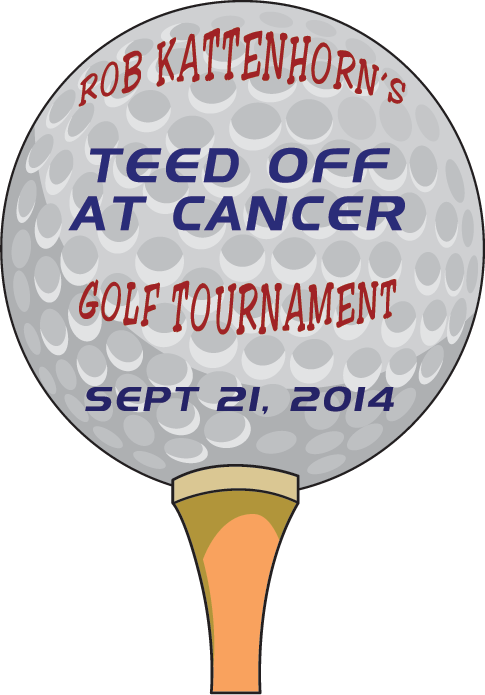 ROB KATTENHORN'S
TEED OFF
AT CANCER
GOLF TOURNAMENT
SEPT 21, 2014